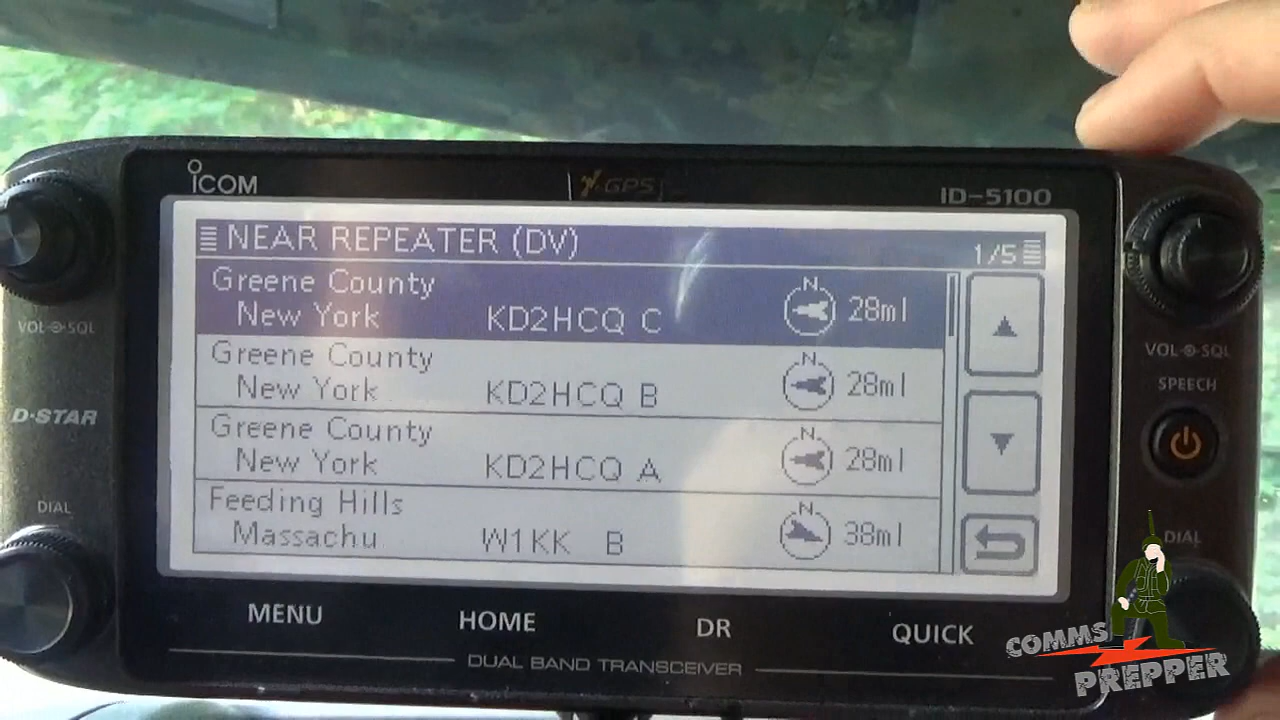 ICOM
GPS
ID-5100
NEAR REPEATER (DV)
1/5
Greene County
New York KD2HCQ C N 28ml
Greene County
New York KD2HCQ B N 28ml
Greene County
New York KD2HCQ A N 28ml
Feeding Hills
Massachu W1KK B N 38ml
VOL SQL
D-STAR
DIAL
VOL SQL
SPEECH
DIAL
MENU HOME DR QUICK
DUAL BAND TRANSCEIVER
COMMS
PREPPER